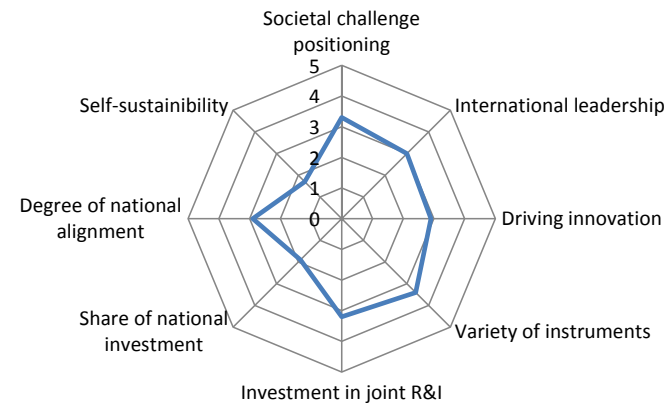 Societal challenge
positioning
International leadership
Driving innovation
Variety of instruments
Investment in joint R&I
Share of national
investment
Degree of national
alignment
Self-sustainibility
5
4
3
2
1
0